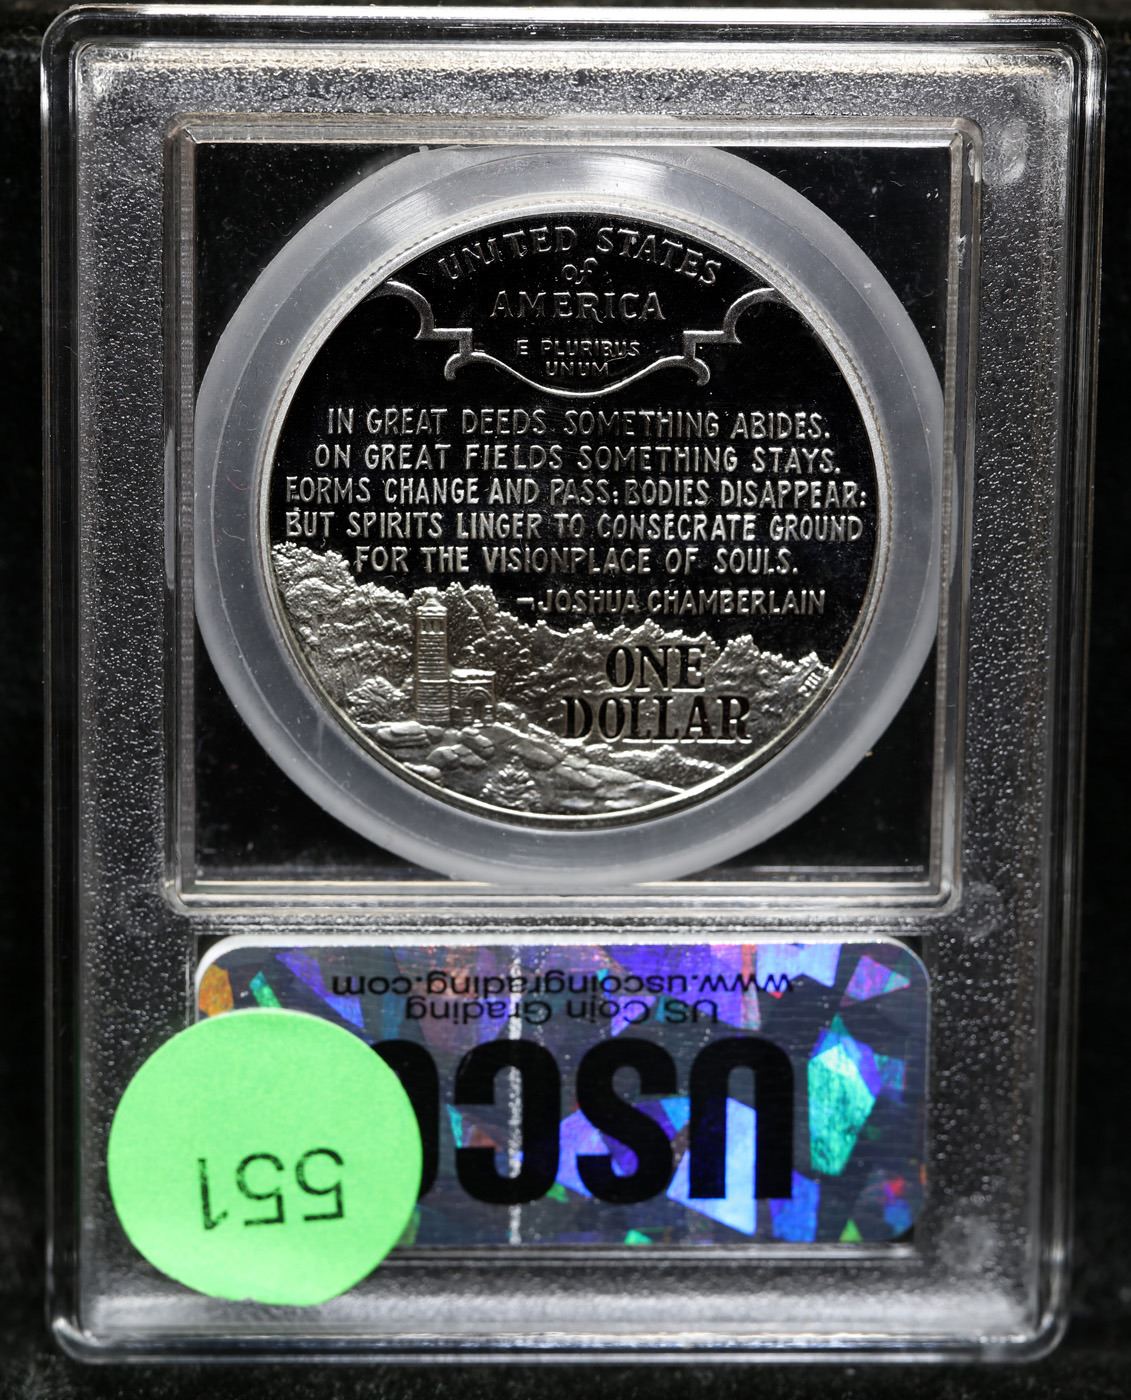 UNITED STATES
of
AMERICA
E PLURIBUS
UNUM
IN GREAT DEEDS SOMETHING ABIDES.
ON GREAT FIELDS SOMETHING STAYS.
FORMS CHANGE AND PASS: BODIES DISAPPEAR:
BUT SPIRITS LINGER TO CONSECRATE GROUND
FOR THE VISIONPLACE OF SOULS.
-JOSHUA CHAMBERLAIN
ONE
DOLLAR
www.uscoingrading.com
US Coin Grading
USCG
551